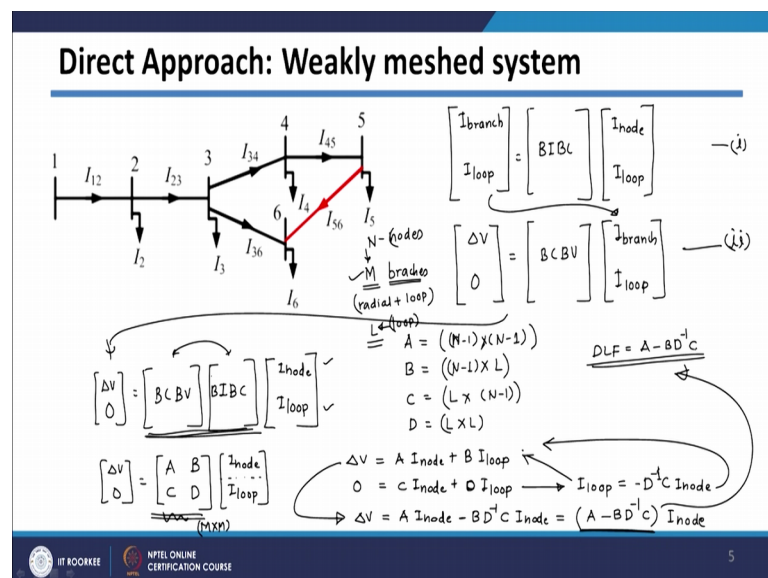 Direct Approach: Weakly meshed system
1 2 3 4 5 6
I12 I23 I34 I45 I36 I56
I2 I3 I4 I5 I6
[Ibranch Iloop] = [BIBC] [Inode Iloop] —(i)
[ΔV 0] = [BCBV] [Ibranch Iloop] —(ii)
N- nodes
✓M braches
(radial + loop)
L ← (loop)
[ΔV 0] = [BCBV] [BIBC] [Inode Iloop] ✓ ✓
A = ((N-1)x(N-1))
B = ((N-1)x L)
C = (L x (N-1))
D = (L x L)
DLF = A-BD⁻¹C
[ΔV 0] = [A B C D] [Inode Iloop]
(MXM)
ΔV = A Inode + B Iloop
0 = C Inode + D Iloop → Iloop = -D⁻¹C Inode
ΔV = A Inode - BD⁻¹C Inode = (A-BD⁻¹C) Inode
IIT ROORKEE
NPTEL ONLINE
CERTIFICATION COURSE
5